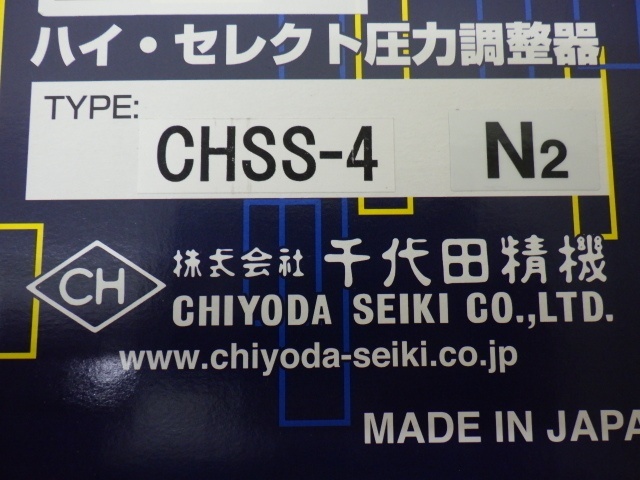 ハイ・セレクト圧力調整器
TYPE: CHSS-4 N2
CH 株式会社 千代田精機
CHIYODA SEIKI CO.,LTD.
www.chiyoda-seiki.co.jp
MADE IN JAPA